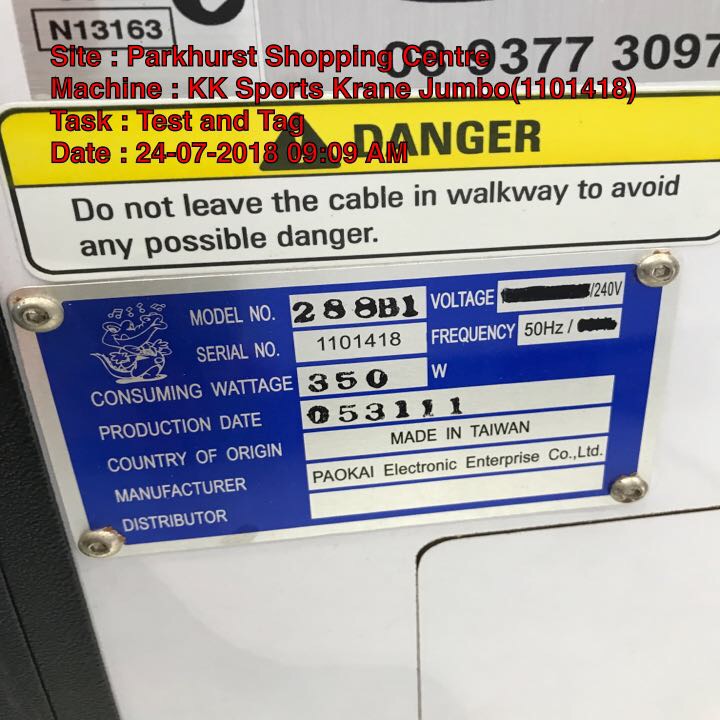 N13163
08 9377 3097
Site : Parkhurst Shopping Centre
Machine : KK Sports Krane Jumbo(1101418)
Task : Test and Tag
Date : 24-07-2018 09:09 AM
DANGER
Do not leave the cable in walkway to avoid
any possible danger.
MODEL NO. 288B1 VOLTAGE /240V
SERIAL NO. 1101418 FREQUENCY 50Hz /
CONSUMING WATTAGE 350 W
PRODUCTION DATE 053111
COUNTRY OF ORIGIN MADE IN TAIWAN
MANUFACTURER PAOKAI Electronic Enterprise Co.,Ltd.
DISTRIBUTOR